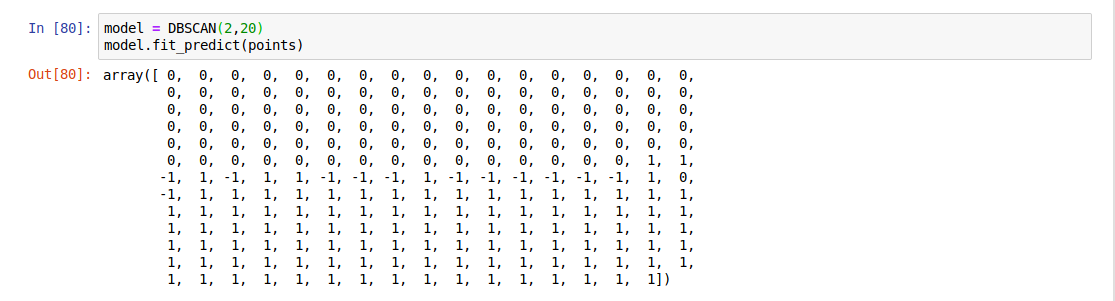 In [80]: model = DBSCAN(2,20)
model.fit_predict(points)
Out[80]: array([ 0, 0, 0, 0, 0, 0, 0, 0, 0, 0, 0, 0, 0, 0, 0, 0, 0,
0, 0, 0, 0, 0, 0, 0, 0, 0, 0, 0, 0, 0, 0, 0, 0, 0,
0, 0, 0, 0, 0, 0, 0, 0, 0, 0, 0, 0, 0, 0, 0, 0, 0,
0, 0, 0, 0, 0, 0, 0, 0, 0, 0, 0, 0, 0, 0, 0, 0, 0,
0, 0, 0, 0, 0, 0, 0, 0, 0, 0, 0, 0, 0, 0, 0, 0, 0,
0, 0, 0, 0, 0, 0, 0, 0, 0, 0, 0, 0, 0, 0, 0, 1, 1,
-1, 1, -1, 1, 1, -1, -1, -1, 1, -1, -1, -1, -1, -1, -1, 1, 0,
-1, 1, 1, 1, 1, 1, 1, 1, 1, 1, 1, 1, 1, 1, 1, 1, 1,
1, 1, 1, 1, 1, 1, 1, 1, 1, 1, 1, 1, 1, 1, 1, 1, 1,
1, 1, 1, 1, 1, 1, 1, 1, 1, 1, 1, 1, 1, 1, 1, 1, 1,
1, 1, 1, 1, 1, 1, 1, 1, 1, 1, 1, 1, 1, 1, 1, 1, 1,
1, 1, 1, 1, 1, 1, 1, 1, 1, 1, 1, 1, 1, 1, 1, 1, 1,
1, 1, 1, 1, 1, 1, 1, 1, 1, 1, 1, 1, 1, 1, 1, 1])